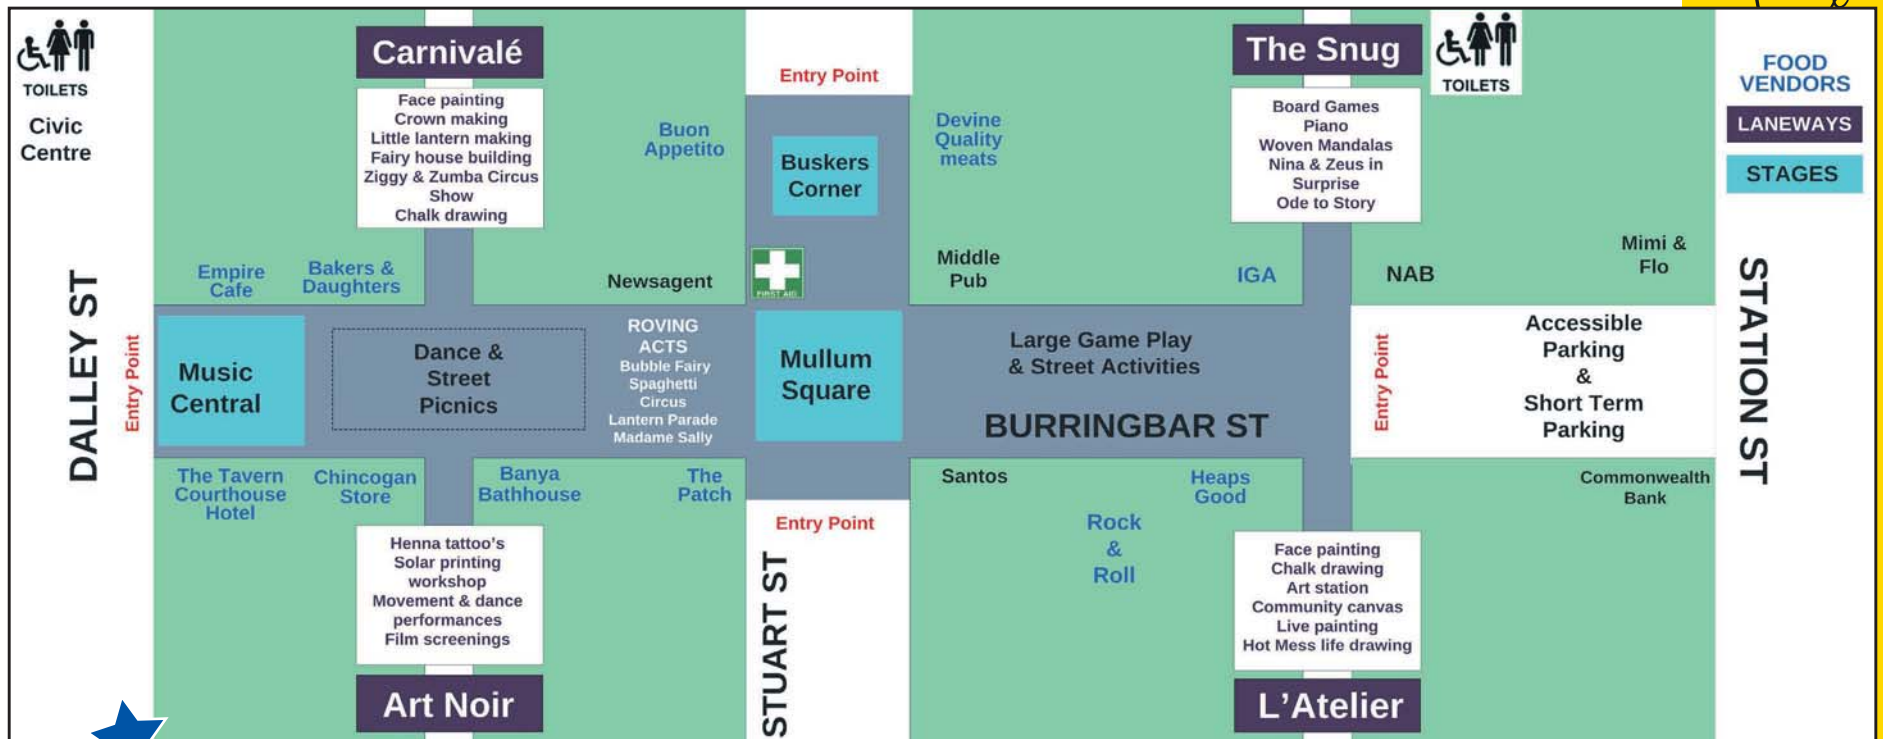 TOILETS
Civic
Centre
Carnivalé
Face painting
Crown making
Little lantern making
Fairy house building
Ziggy & Zumba Circus
Show
Chalk drawing
Buon
Appetito
Entry Point
Buskers
Corner
Devine
Quality
meats
The Snug
TOILETS
Board Games
Piano
Woven Mandalas
Nina & Zeus in
Surprise
Ode to Story
FOOD
VENDORS
LANEWAYS
STAGES
Empire
Cafe
Bakers &
Daughters
Newsagent
FIRST AID
Middle
Pub
IGA
NAB
Mimi &
Flo
DALLEY ST
Entry Point
Music
Central
Dance &
Street
Picnics
ROVING
ACTS
Bubble Fairy
Spaghetti
Circus
Lantern Parade
Madame Sally
Mullum
Square
Large Game Play
& Street Activities
BURRINGBAR ST
Entry Point
Accessible
Parking
&
Short Term
Parking
STATION ST
The Tavern
Courthouse
Hotel
Chincogan
Store
Banya
Bathhouse
The
Patch
Santos
Heaps
Good
Commonwealth
Bank
Entry Point
Rock
&
Roll
STUART ST
Henna tattoo's
Solar printing
workshop
Movement & dance
performances
Film screenings
Art Noir
Face painting
Chalk drawing
Art station
Community canvas
Live painting
Hot Mess life drawing
L'Atelier